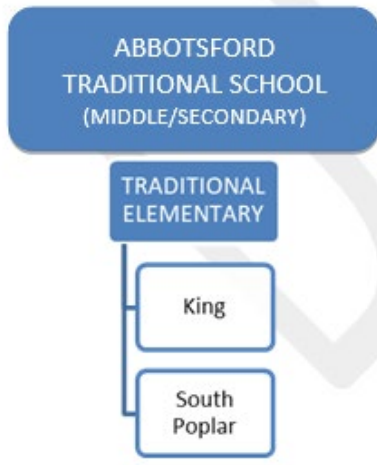 ABBOTSFORD
TRADITIONAL SCHOOL
(MIDDLE/SECONDARY)
TRADITIONAL
ELEMENTARY
King
South
Poplar